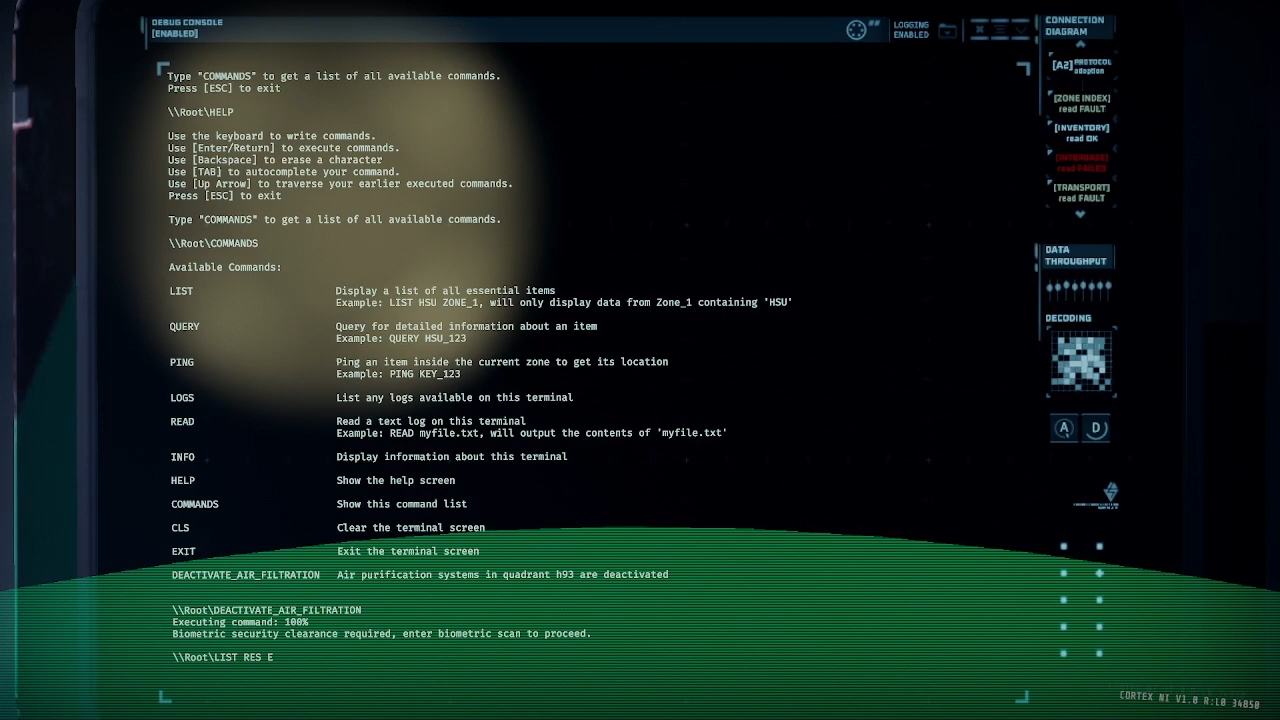 DEBUG CONSOLE
[ENABLED]
LOGGING
ENABLED
Type "COMMANDS" to get a list of all available commands.
Press [ESC] to exit
\\Root\HELP
Use the keyboard to write commands.
Use [Enter/Return] to execute commands.
Use [Backspace] to erase a character
Use [TAB] to autocomplete your command.
Use [Up Arrow] to traverse your earlier executed commands.
Press [ESC] to exit
Type "COMMANDS" to get a list of all available commands.
\\Root\COMMANDS
Available Commands:
LIST Display a list of all essential items
Example: LIST HSU ZONE_1, will only display data from Zone_1 containing 'HSU'
QUERY Query for detailed information about an item
Example: QUERY HSU_123
PING Ping an item inside the current zone to get its location
Example: PING KEY_123
LOGS List any logs available on this terminal
READ Read a text log on this terminal
Example: READ myfile.txt, will output the contents of 'myfile.txt'
INFO Display information about this terminal
HELP Show the help screen
COMMANDS Show this command list
CLS Clear the terminal screen
EXIT Exit the terminal screen
DEACTIVATE_AIR_FILTRATION Air purification systems in quadrant h93 are deactivated
\\Root\DEACTIVATE_AIR_FILTRATION
Executing command: 100%
Biometric security clearance required, enter biometric scan to proceed.
\\Root\LIST RES E
CONNECTION
DIAGRAM
[A2] PROTOCOL
adoption
[ZONE INDEX]
read FAULT
[INVENTORY]
read OK
read FAILED
[TRANSPORT]
read FAULT
DATA
THROUGHPUT
DECODING
A D
CORTEX NI V1.0 R:L0 34850